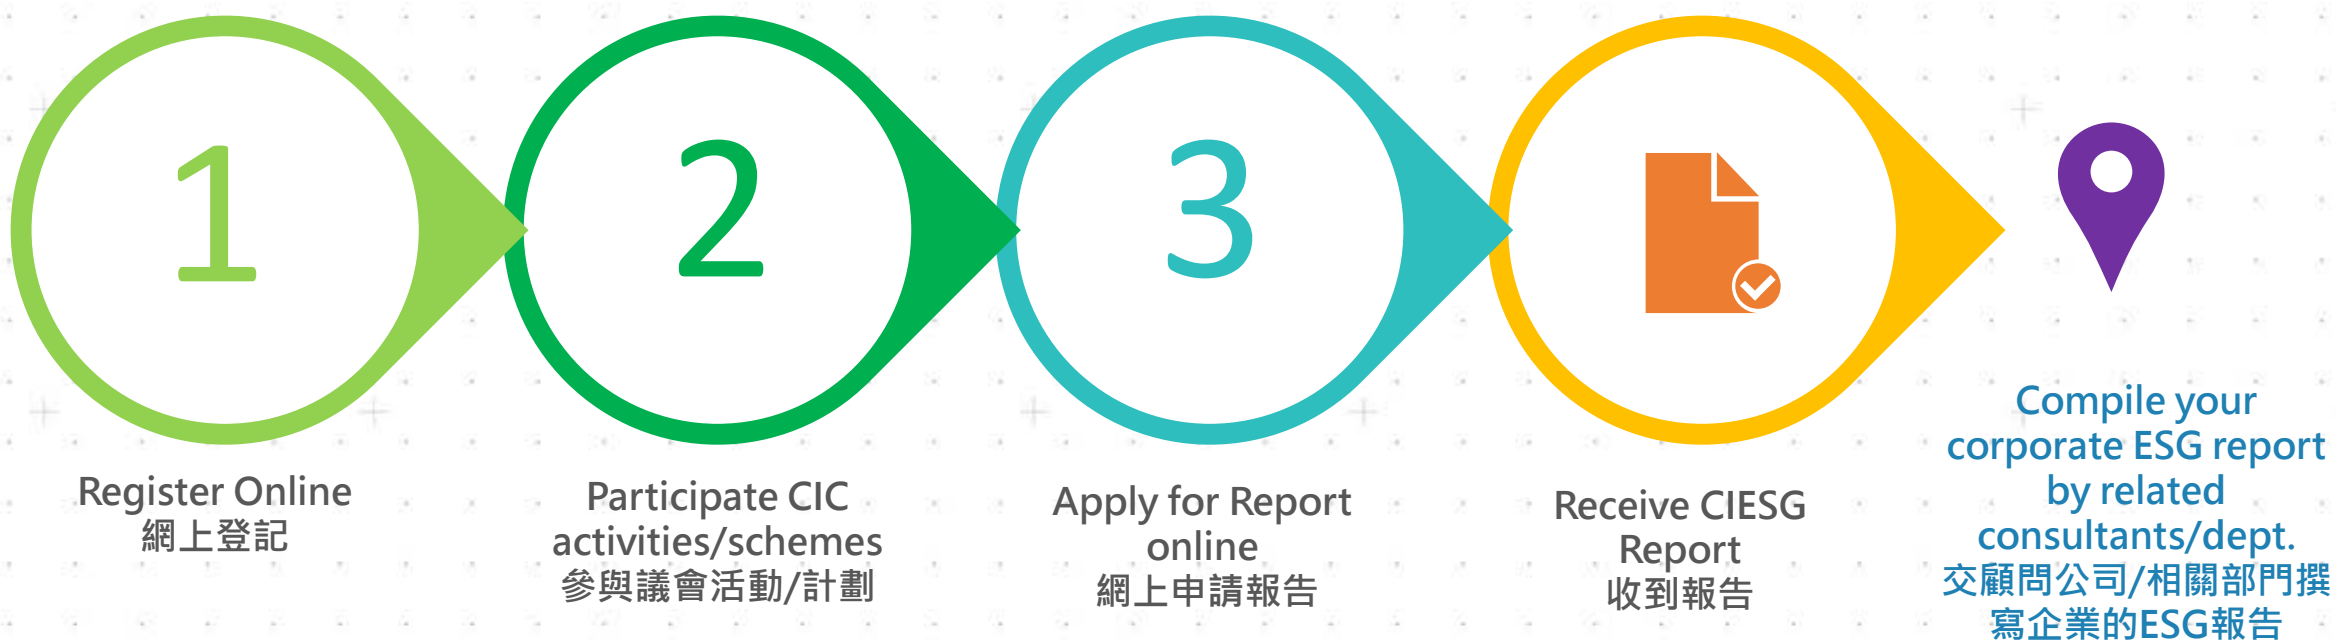 1
Register Online
網上登記
2
Participate CIC
activities/schemes
參與議會活動/計劃
3
Apply for Report
online
網上申請報告
Receive CIESG
Report
收到報告
Compile your
corporate ESG report
by related
consultants/dept.
交顧問公司/相關部門撰
寫企業的ESG報告